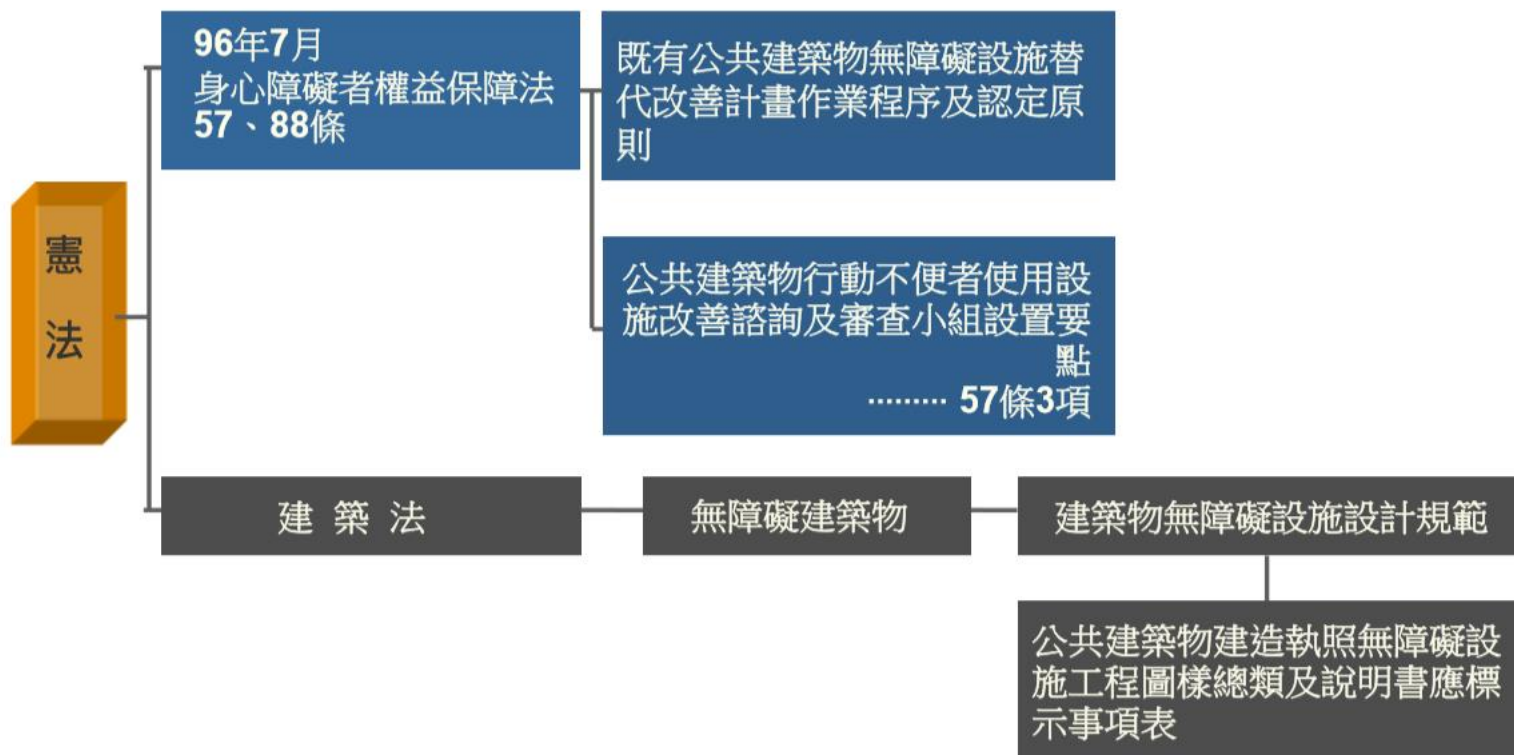 憲
法
96年7月
身心障礙者權益保障法
57、88條
既有公共建築物無障礙設施替
代改善計畫作業程序及認定原
則
公共建築物行動不便者使用設
施改善諮詢及審查小組設置要
點
……… 57條3項
建 築 法
無障礙建築物
建築物無障礙設施設計規範
公共建築物建造執照無障礙設
施工程圖樣總類及說明書應標
示事項表